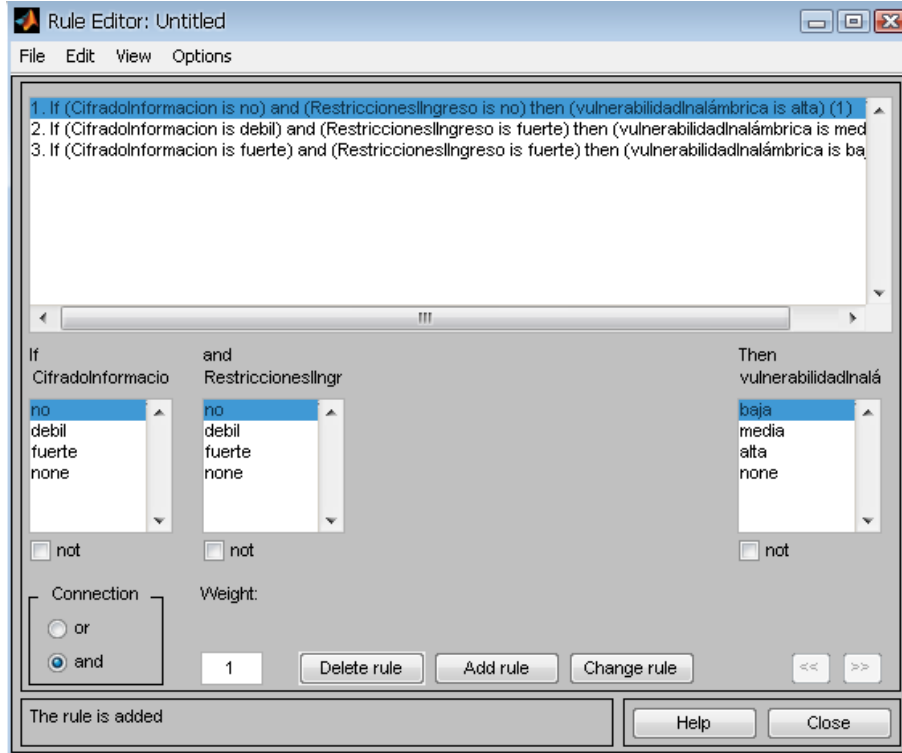 Rule Editor: Untitled
File Edit View Options
1. If (CifradoInformacion is no) and (RestriccionesIIngreso is no) then (vulnerabilidadInalámbrica is alta) (1)
2. If (CifradoInformacion is debil) and (RestriccionesIIngreso is fuerte) then (vulnerabilidadInalámbrica is med
3. If (CifradoInformacion is fuerte) and (RestriccionesIIngreso is fuerte) then (vulnerabilidadInalámbrica is ba
If and Then
CifradoInformacio RestriccionesIIngr vulnerabilidadInalá
no no baja
debil debil media
fuerte fuerte alta
none none none
not not not
Connection Weight:
or
and 1 Delete rule Add rule Change rule << >>
The rule is added Help Close